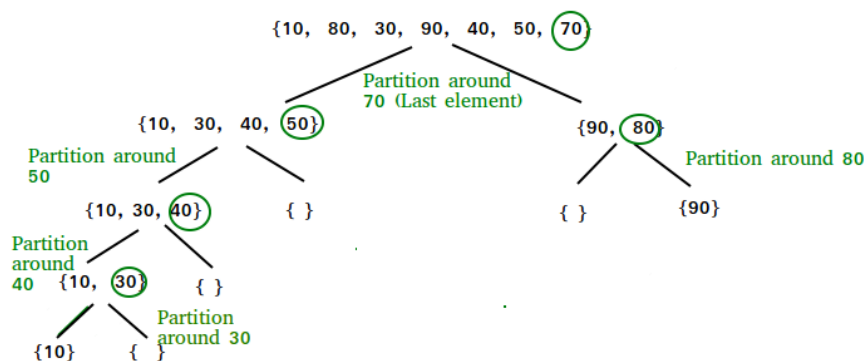 {10, 80, 30, 90, 40, 50, 70}
Partition around
70 (Last element)
{10, 30, 40, 50}
{90, 80}
Partition around
50
Partition around 80
{10, 30, 40}
{ }
{ }
{90}
Partition
around
40
{10, 30}
{ }
Partition
around 30
{10}
{ }